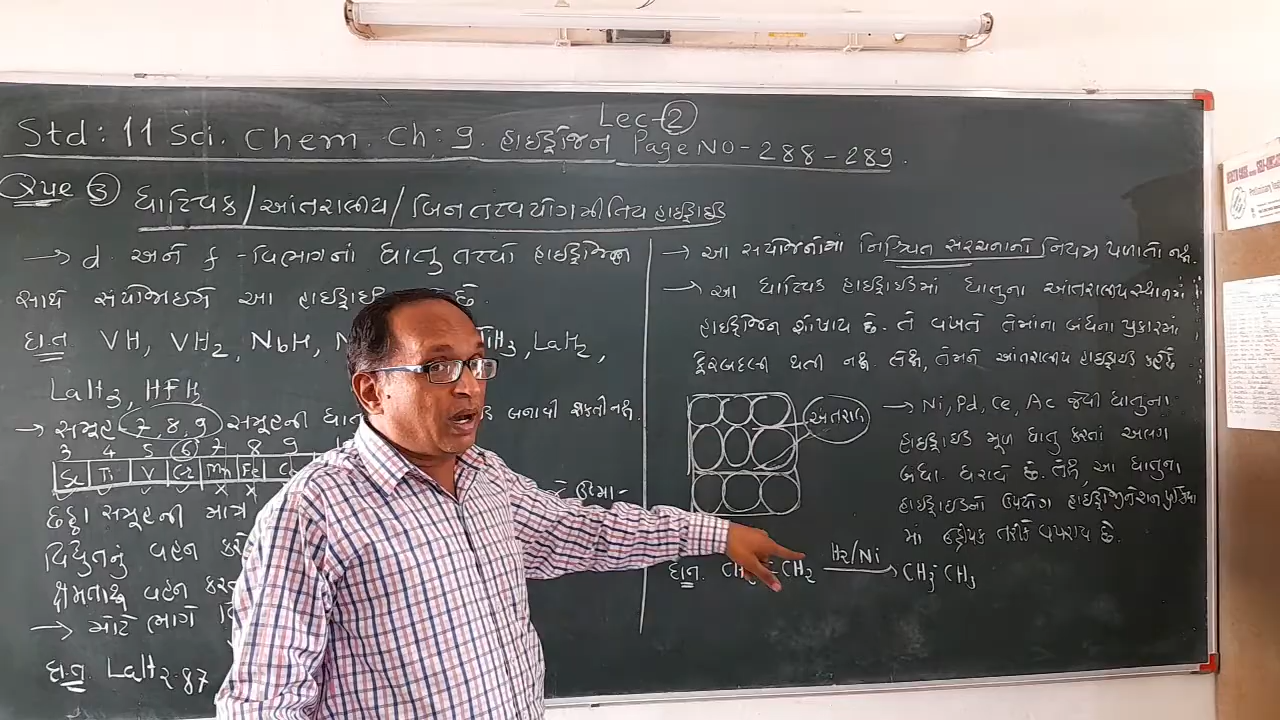 Lec-2
Std: 11 Sci. Chem. Ch: 9. હાઇડ્રોજન Page NO - 288 - 289.
Que 3 ધાત્વિક/આંતરાલીય/બિનતત્ત્વયોગમીતિય હાઇડ્રાઇડ
→ d અને f -વિભાગનાં ધાતુ તત્ત્વો હાઇડ્રોજન
સાથે સંયોજાઇને આ હાઇડ્રાઇડ છે.
દા.ત. VH, VH2, NbH, H3, LaH2,
LaH3, HFH
→ સમૂહ 7, 8, 9 સમૂહની ધા બનાવી શકતી નથી.
3 4 5 6 7 8 9
Sc Ti V Cr Mn Fe C
છઠ્ઠા સમૂહની માત્ર ઉષ્મા-
વિદ્યુતનું વહન કરે
ક્ષમતાથી વહન કરતા
→ મોટે ભાગે
દા.ત. LaH2.87
→ આ સંયોજનોમાં નિશ્ચિત સંરચનાનો નિયમ પળાતો નથી.
→ આ ધાત્વિક હાઇડ્રાઇડમાં ધાતુના આંતરાલીય સ્થાનમાં
હાઇડ્રોજન શોષાય છે. તે વખતે તેમાના બંધના પ્રકારમાં
ફેરબદલી થતી નથી. તેથી, તેમને આંતરાલીય હાઇડ્રાઇડ કહે છે
અંતરાલ
→ Ni, Pd, Ce, Ac જેવી ધાતુના
હાઇડ્રાઇડ મૂળ ધાતુ કરતાં અલગ
બંધારણ ધરાવે છે. તેથી, આ ધાતુના
હાઇડ્રાઇડનો ઉપયોગ હાઇડ્રોજિનેશન પ્રક્રિયા
માં ઉદ્દીપક તરીકે વપરાય છે.
દા.ત. CH2=CH2 H2/Ni → CH3-CH3